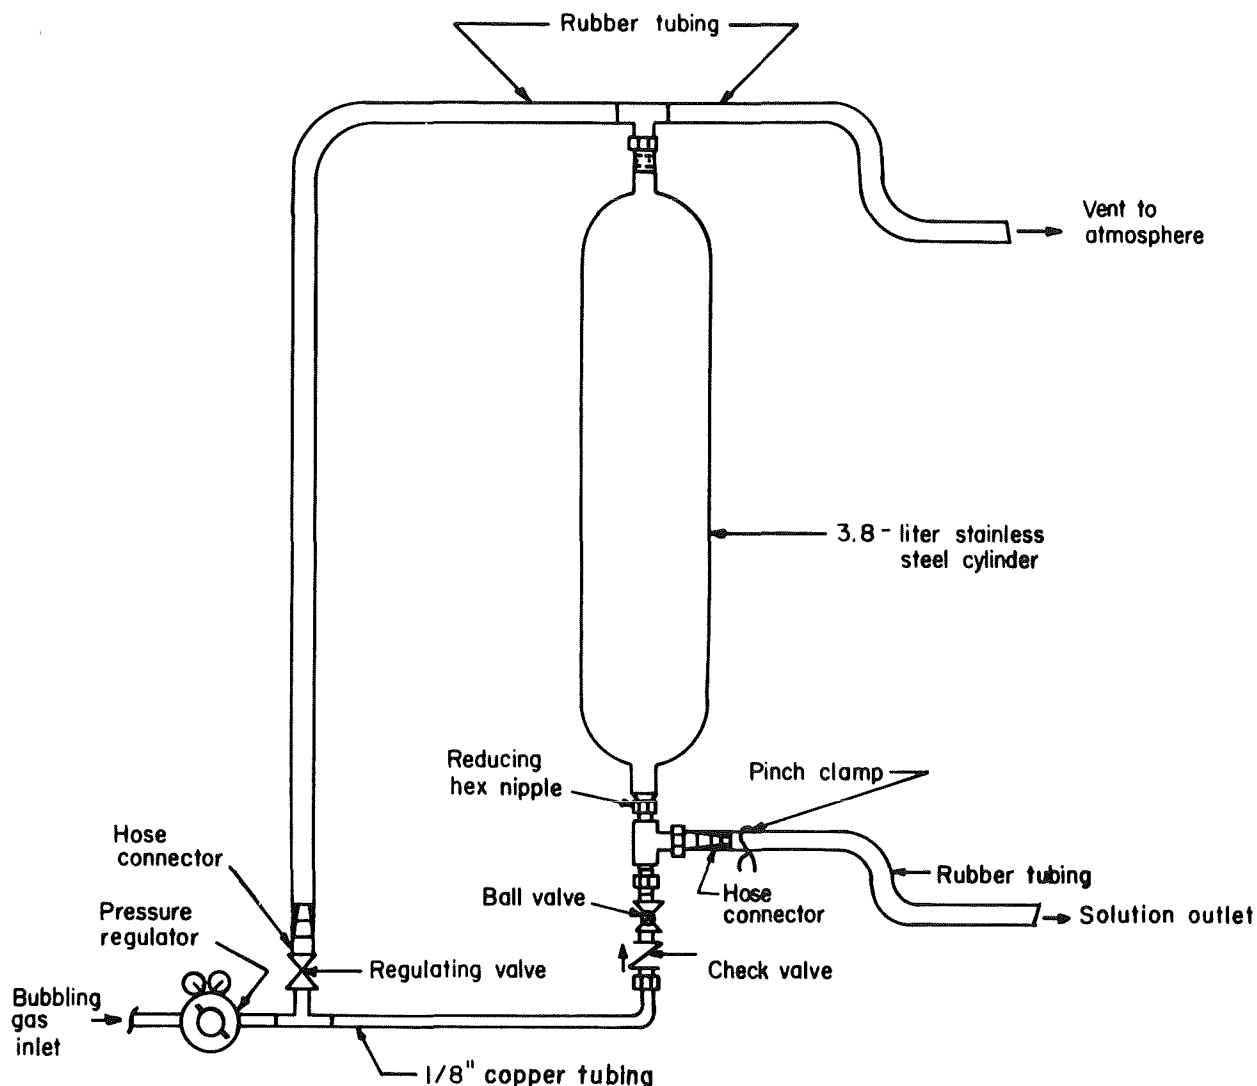 Rubber tubing
Vent to
atmosphere
3.8 - liter stainless
steel cylinder
Reducing
hex nipple
Pinch clamp
Hose
connector
Rubber tubing
Ball valve
Hose
connector
Solution outlet
Pressure
regulator
Regulating valve
Check valve
Bubbling
gas
inlet
1/8" copper tubing